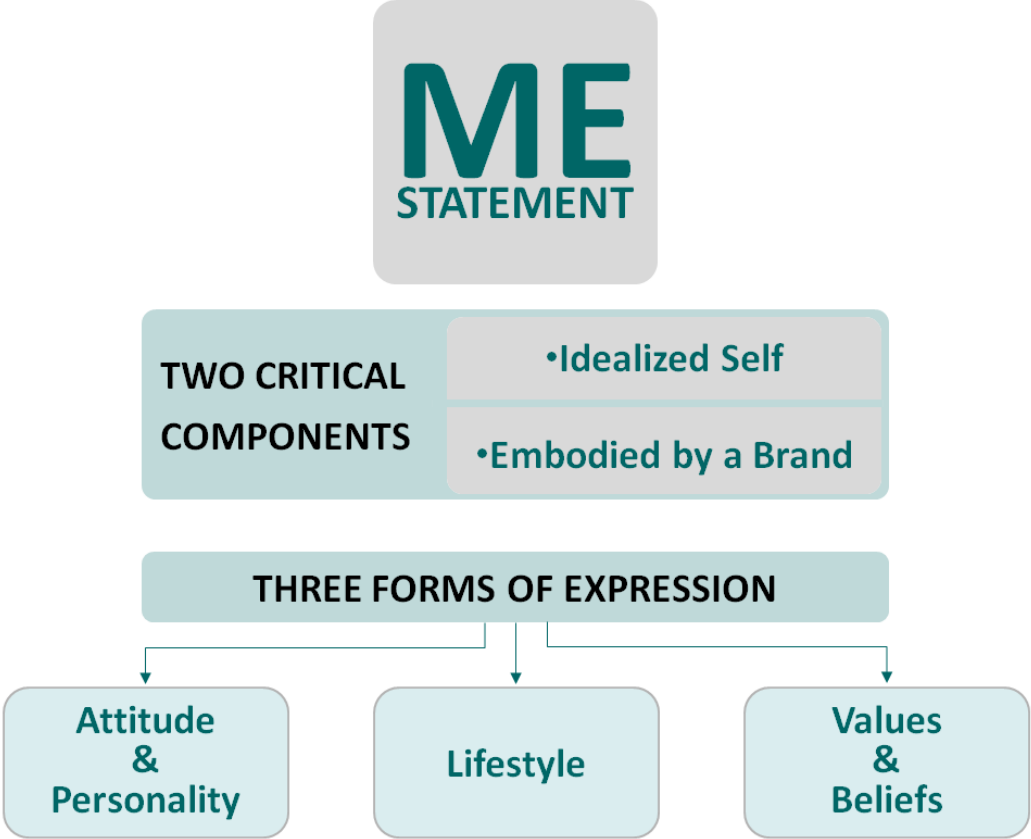 ME
STATEMENT
TWO CRITICAL
COMPONENTS
•Idealized Self
•Embodied by a Brand
THREE FORMS OF EXPRESSION
Attitude
&
Personality
Lifestyle
Values
&
Beliefs